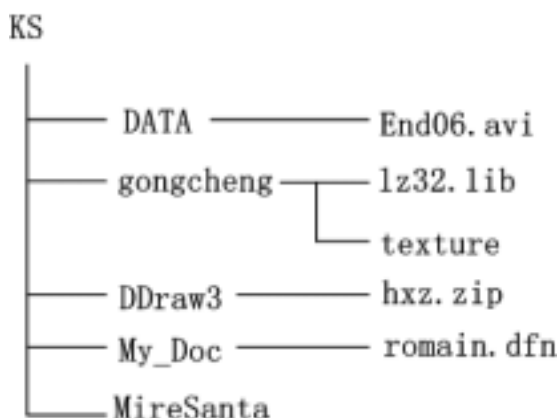 KS
DATA End06.avi
gongcheng lz32.lib
texture
DDraw3 hxz.zip
My_Doc romain.dfn
MireSanta